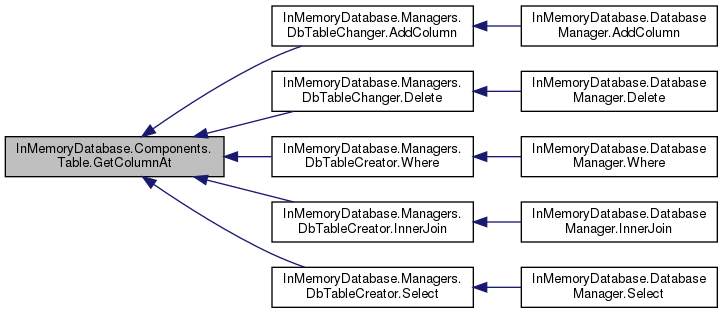 InMemoryDatabase.Components.
Table.GetColumnAt
InMemoryDatabase.Managers.
DbTableChanger.AddColumn
InMemoryDatabase.Database
Manager.AddColumn
InMemoryDatabase.Managers.
DbTableChanger.Delete
InMemoryDatabase.Database
Manager.Delete
InMemoryDatabase.Managers.
DbTableCreator.Where
InMemoryDatabase.Database
Manager.Where
InMemoryDatabase.Managers.
DbTableCreator.InnerJoin
InMemoryDatabase.Database
Manager.InnerJoin
InMemoryDatabase.Managers.
DbTableCreator.Select
InMemoryDatabase.Database
Manager.Select